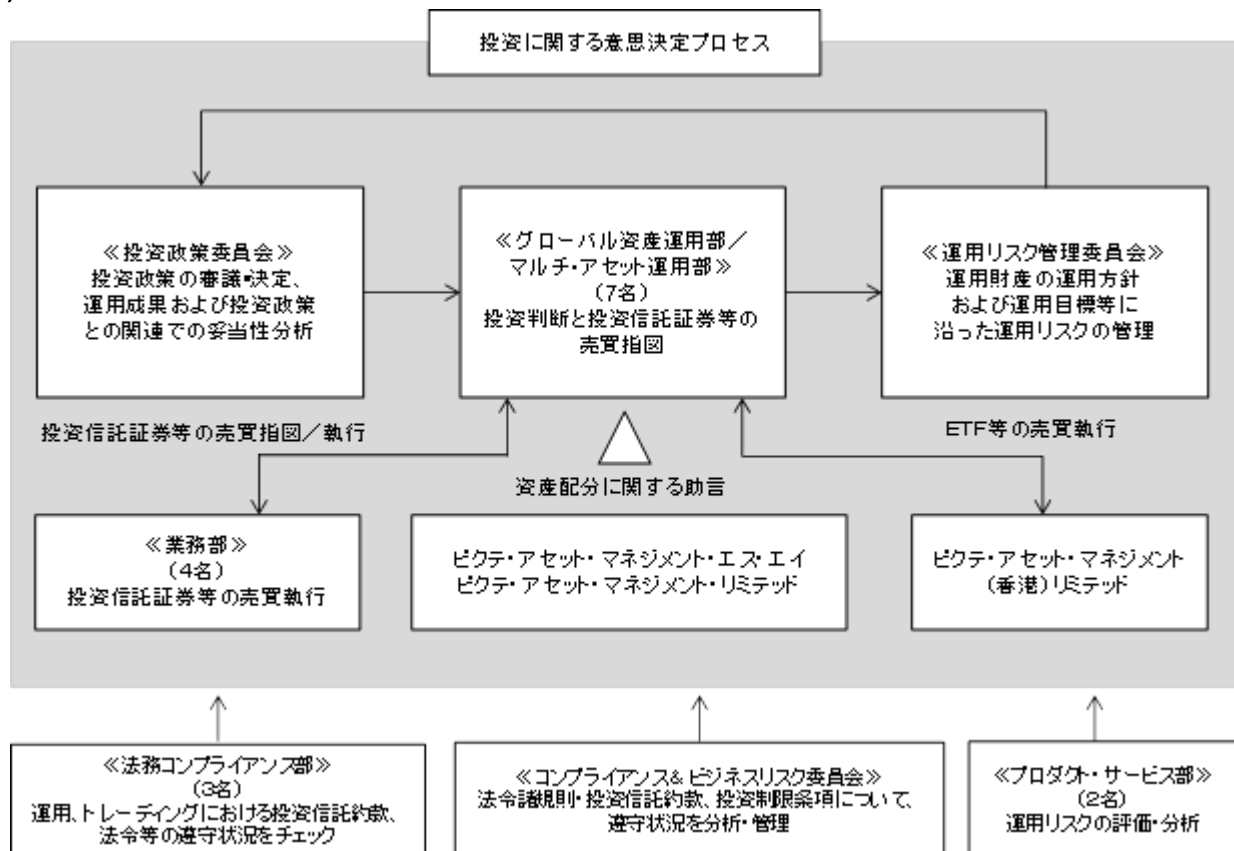 投資に関する意思決定プロセス
≪投資政策委員会≫
投資政策の審議・決定、
運用成果および投資政策
との関連での妥当性分析
≪グローバル資産運用部／
マルチ・アセット運用部≫
(7名)
投資判断と投資信託証券等の
売買指図
≪運用リスク管理委員会≫
運用財産の運用方針
および運用目標等に
沿った運用リスクの管理
投資信託証券等の売買指図／執行
ETF等の売買執行
資産配分に関する助言
≪業務部≫
(4名)
投資信託証券等の売買執行
ピクテ・アセット・マネジメント・エス・エイ
ピクテ・アセット・マネジメント・リミテッド
ピクテ・アセット・マネジメント
(香港)リミテッド
≪法務コンプライアンス部≫
(3名)
運用、トレーディングにおける投資信託約款、
法令等の遵守状況をチェック
≪コンプライアンス& ビジネスリスク委員会≫
法令諸規則・投資信託約款、投資制限条項について、
遵守状況を分析・管理
≪プロダクト・サービス部≫
(2名)
運用リスクの評価・分析